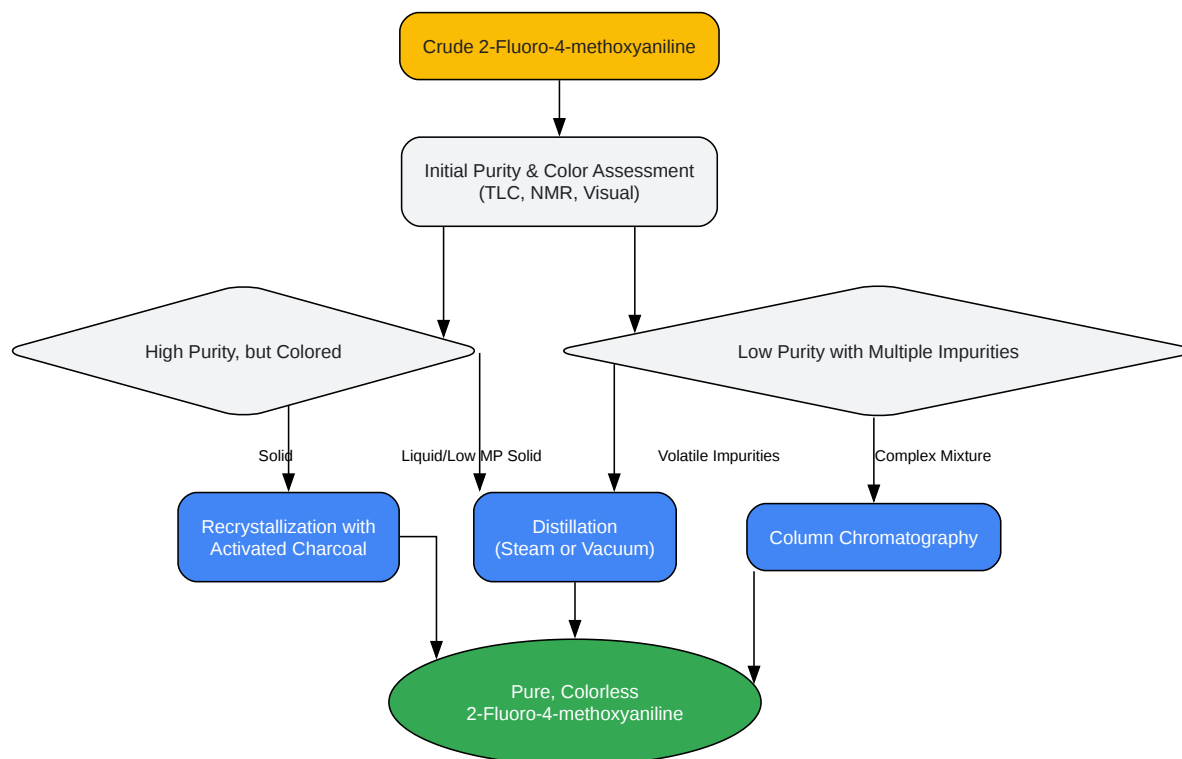 Crude 2-Fluoro-4-methoxyaniline
Initial Purity & Color Assessment
(TLC, NMR, Visual)
High Purity, but Colored
Low Purity with Multiple Impurities
Solid
Liquid/Low MP Solid
Volatile Impurities
Complex Mixture
Recrystallization with
Activated Charcoal
Distillation
(Steam or Vacuum)
Column Chromatography
Pure, Colorless
2-Fluoro-4-methoxyaniline